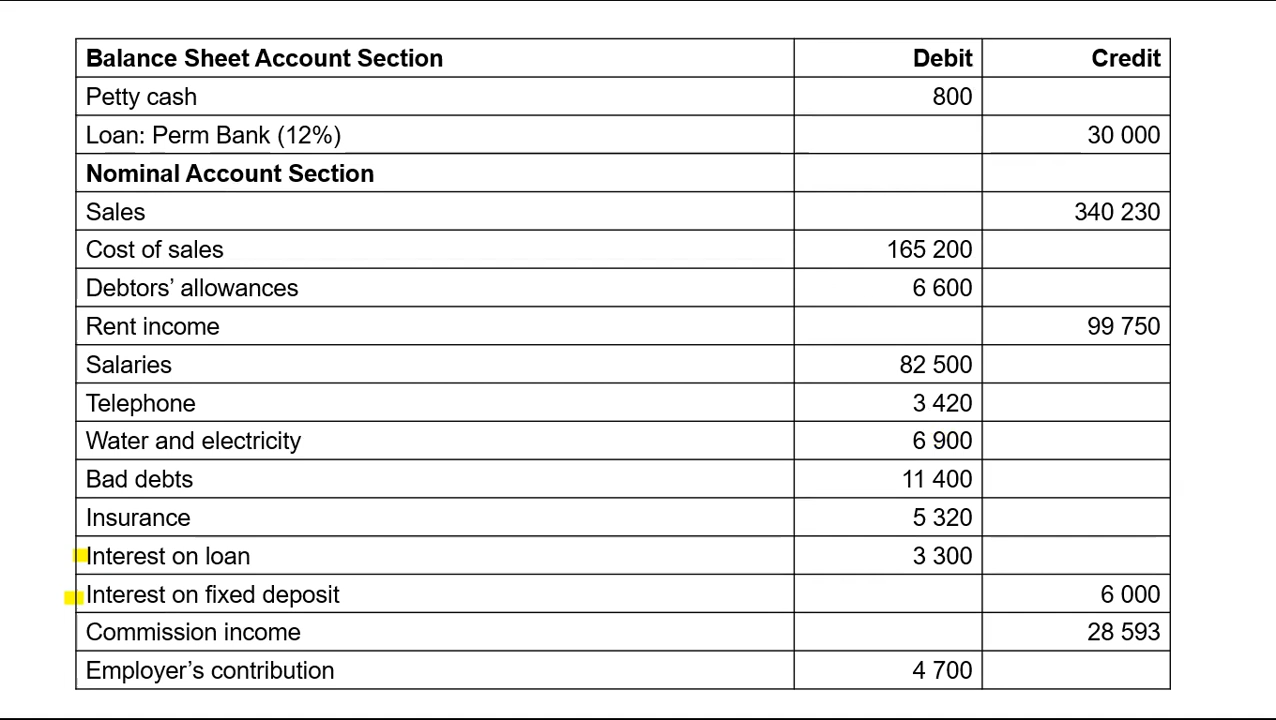 Balance Sheet Account Section Debit Credit
Petty cash 800
Loan: Perm Bank (12%) 30 000
Nominal Account Section
Sales 340 230
Cost of sales 165 200
Debtors’ allowances 6 600
Rent income 99 750
Salaries 82 500
Telephone 3 420
Water and electricity 6 900
Bad debts 11 400
Insurance 5 320
Interest on loan 3 300
Interest on fixed deposit 6 000
Commission income 28 593
Employer’s contribution 4 700